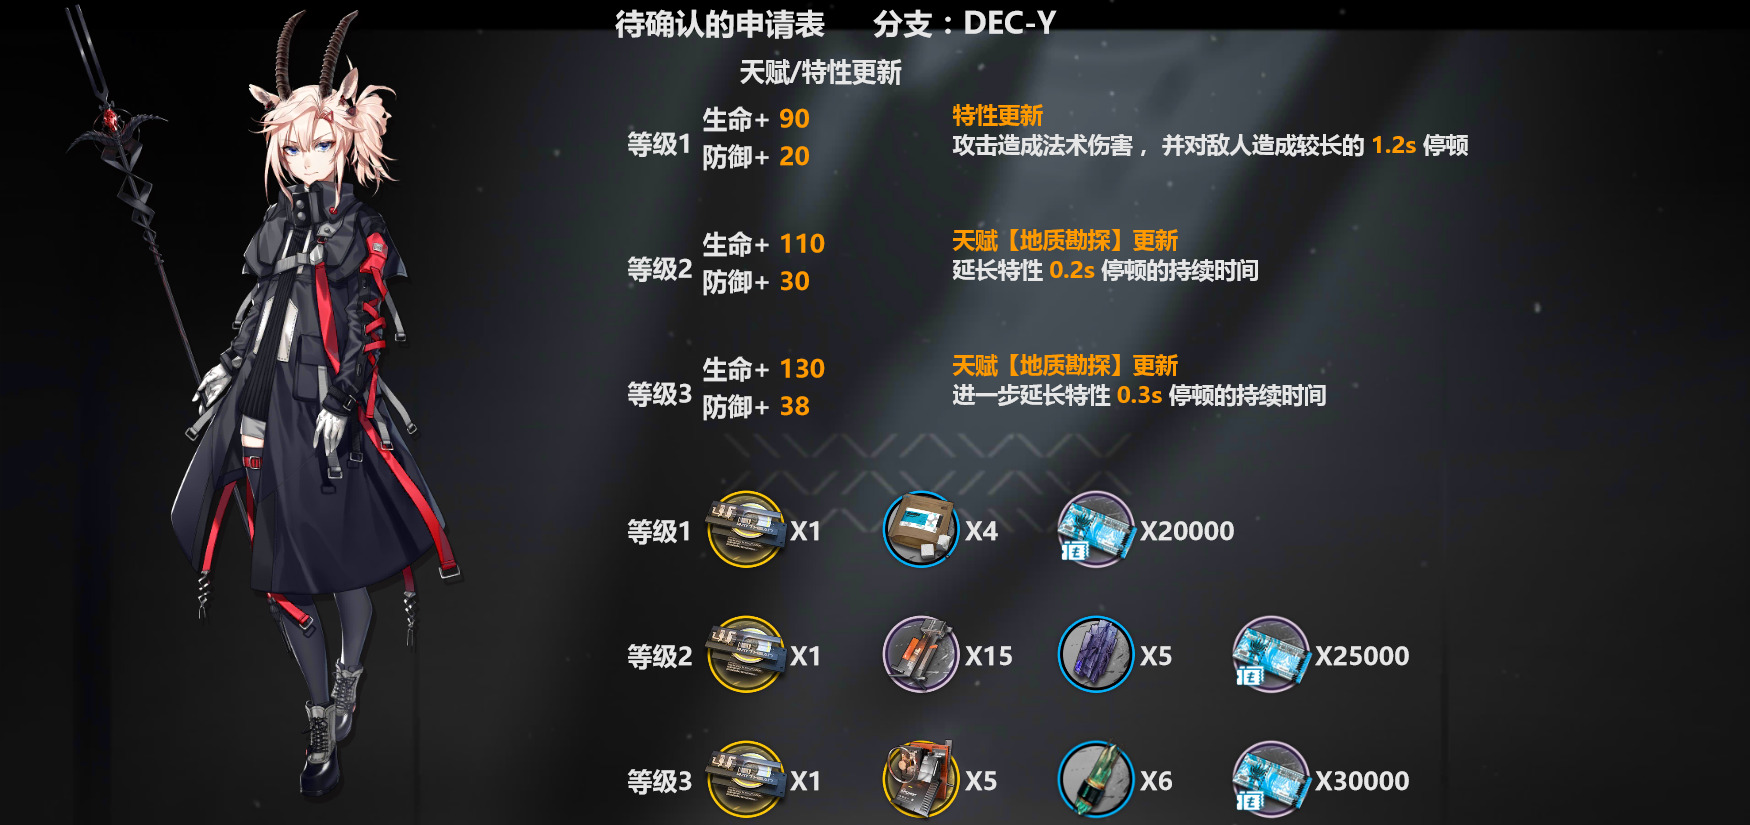 待确认的申请表 分支：DEC-Y
天赋/特性更新
等级1 生命+ 90
防御+ 20
特性更新
攻击造成法术伤害，并对敌人造成较长的 1.2s 停顿
等级2 生命+ 110
防御+ 30
天赋【地质勘探】更新
延长特性 0.2s 停顿的持续时间
等级3 生命+ 130
防御+ 38
天赋【地质勘探】更新
进一步延长特性 0.3s 停顿的持续时间
等级1 X1 X4 X20000
等级2 X1 X15 X5 X25000
等级3 X1 X5 X6 X30000